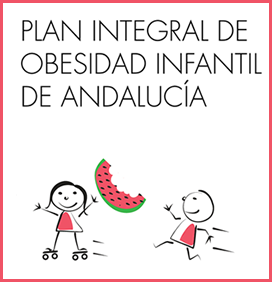 PLAN INTEGRAL DE
OBESIDAD INFANTIL
DE ANDALUCÍA